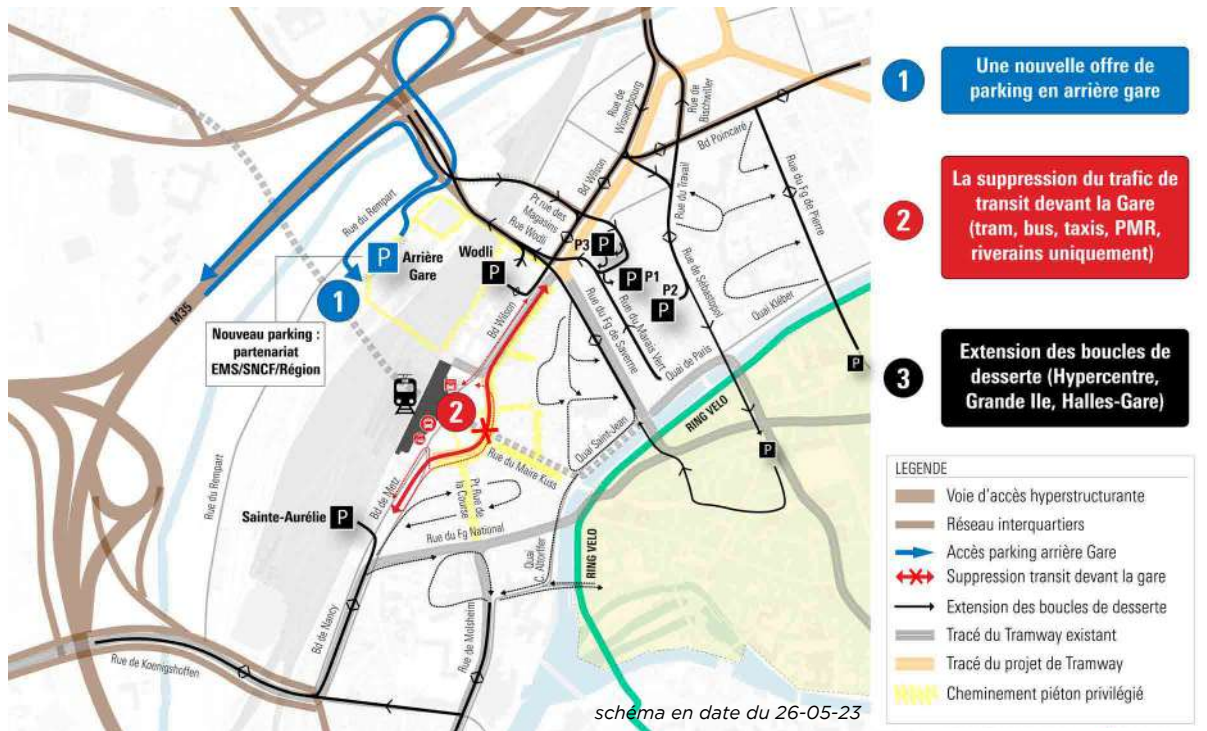 1
Une nouvelle offre de
parking en arrière gare
2
La suppression du trafic de
transit devant la Gare
(tram, bus, taxis, PMR,
riverains uniquement)
3
Extension des boucles de
desserte (Hypercentre,
Grande Ile, Halles-Gare)
LEGENDE
Voie d'accès hyperstructurante
Réseau interquartiers
Accès parking arrière Gare
Suppression transit devant la gare
Extension des boucles de desserte
Tracé du Tramway existant
Tracé du projet de Tramway
Cheminement piéton privilégié
Rue de
Wissembourg
Rue de
Bischwiller
Bd Poincaré
Bd Wilson
Rue du Travail
Rue du Fg de Pierre
Rue du Rempart
Pt rue des
Magasins
Rue Wodli
P
Arrière
Gare
Wodli
P
P3
P
P
P1
P2
P
1
M35
Nouveau parking :
partenariat
EMS/SNCF/Région
Bd Wilson
Rue du Fg de Saverne
Rue du Marais Vert
Rue de Sébastopol
Quai Kléber
Quai de Paris
P
2
Quai Saint-Jean
RING VELO
P
Rue du Maire Kuss
Rue du Rempart
Bd de Metz
Pt Rue de
la Course
Sainte-Aurélie
P
Rue du Fg National
Quai
C. Altorffer
RING VELO
Bd de Nancy
Rue de Molsheim
Rue de Koenigshoffen
schéma en date du 26-05-23